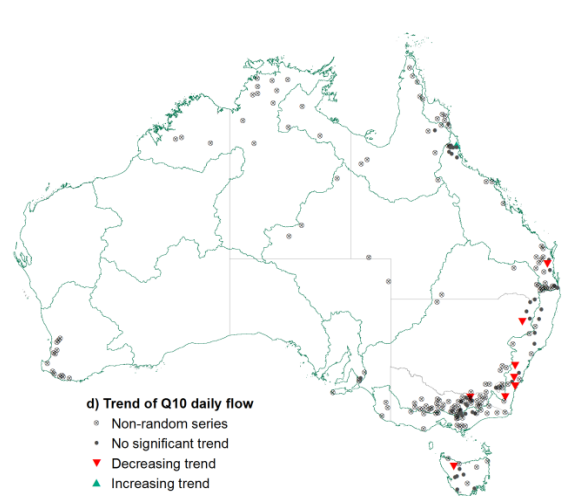 d) Trend of Q10 daily flow
Non-random series
No significant trend
Decreasing trend
Increasing trend